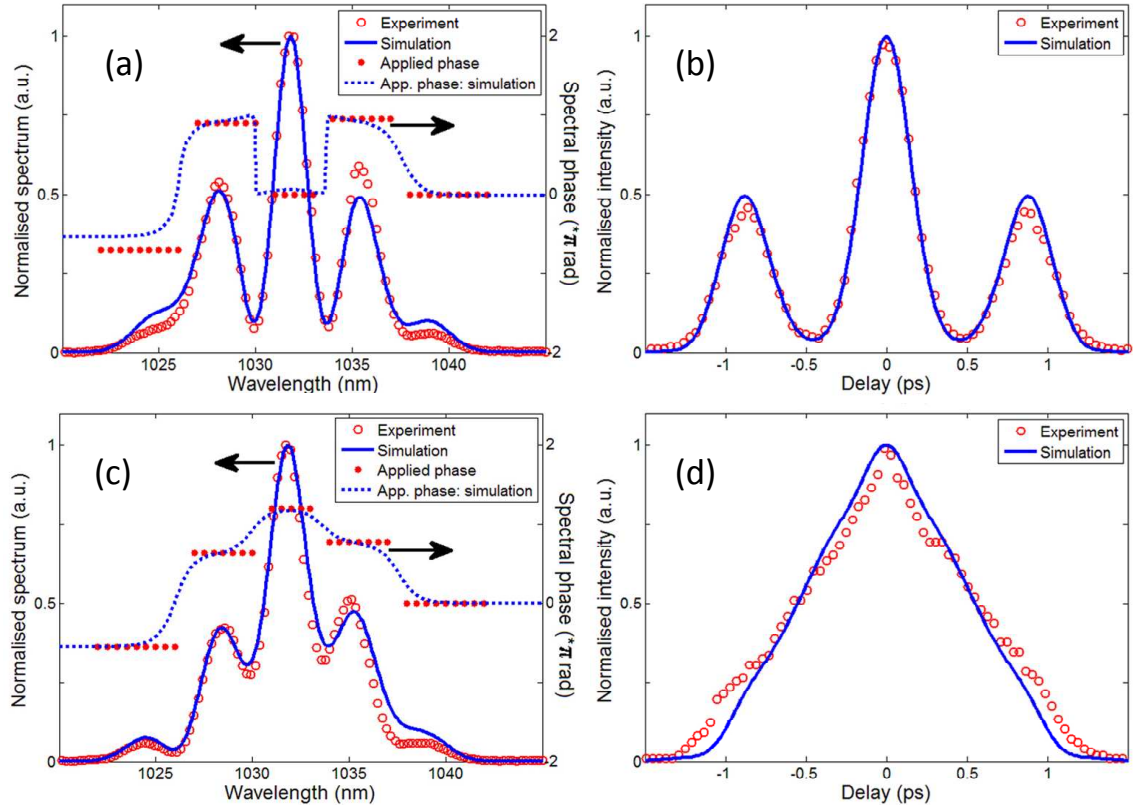 (a)
Experiment
Simulation
Applied phase
App. phase: simulation
1
0.5
0
2
0
-2
1025 1030 1035 1040
Normalised spectrum (a.u.)
Spectral phase (*π rad)
Wavelength (nm)
(b)
Experiment
Simulation
1
0.5
0
-1 -0.5 0 0.5 1
Normalised intensity (a.u.)
Delay (ps)
(c)
Experiment
Simulation
Applied phase
App. phase: simulation
1
0.5
0
2
0
-2
1025 1030 1035 1040
Normalised spectrum (a.u.)
Spectral phase (*π rad)
Wavelength (nm)
(d)
Experiment
Simulation
1
0.5
0
-1 -0.5 0 0.5 1
Normalised intensity (a.u.)
Delay (ps)